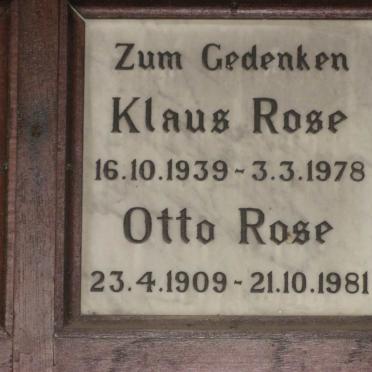 Zum Gedenken
Klaus Rose
16.10.1939 - 3.3.1978
Otto Rose
23.4.1909 - 21.10.1981